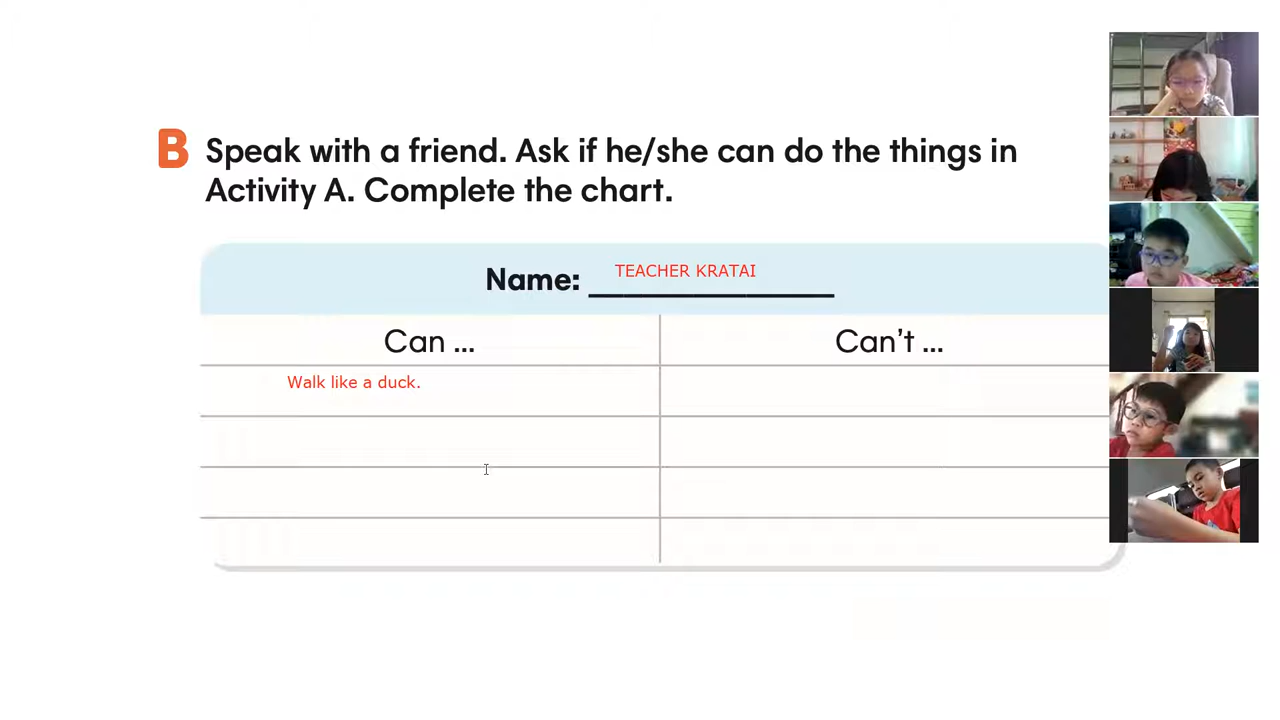 B Speak with a friend. Ask if he/she can do the things in
Activity A. Complete the chart.
Name: TEACHER KRATAI
Can ... Can't ...
Walk like a duck.